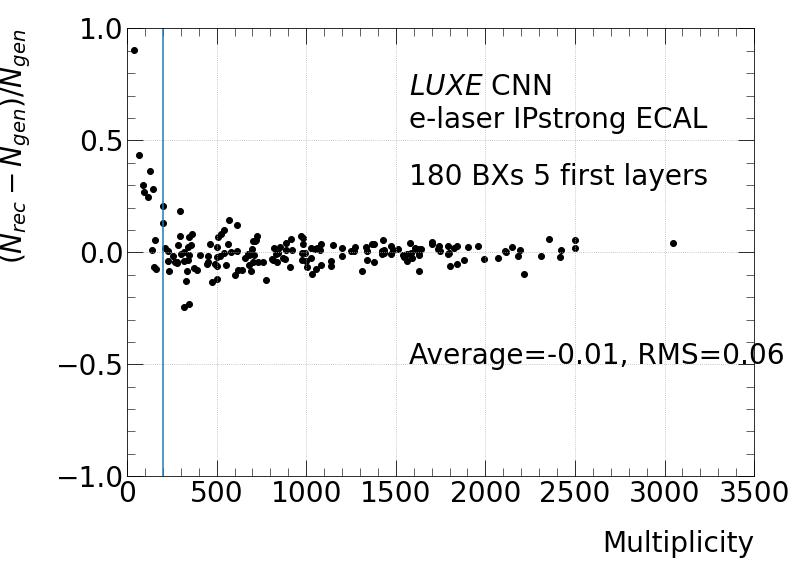 (N_rec − N_gen)/N_gen
1.0
0.5
0.0
−0.5
−1.0
LUXE CNN
e-laser IPstrong ECAL
180 BXs 5 first layers
Average=-0.01, RMS=0.06
0 500 1000 1500 2000 2500 3000 3500
Multiplicity